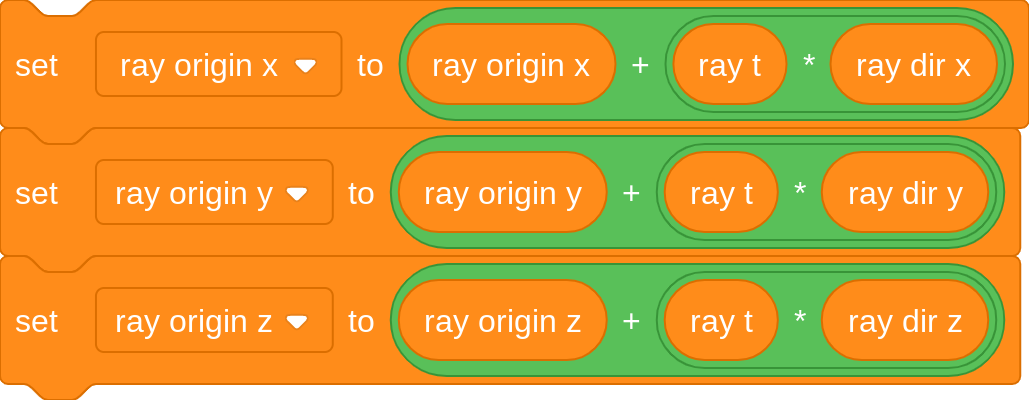 set ray origin x to ray origin x + ray t * ray dir x
set ray origin y to ray origin y + ray t * ray dir y
set ray origin z to ray origin z + ray t * ray dir z